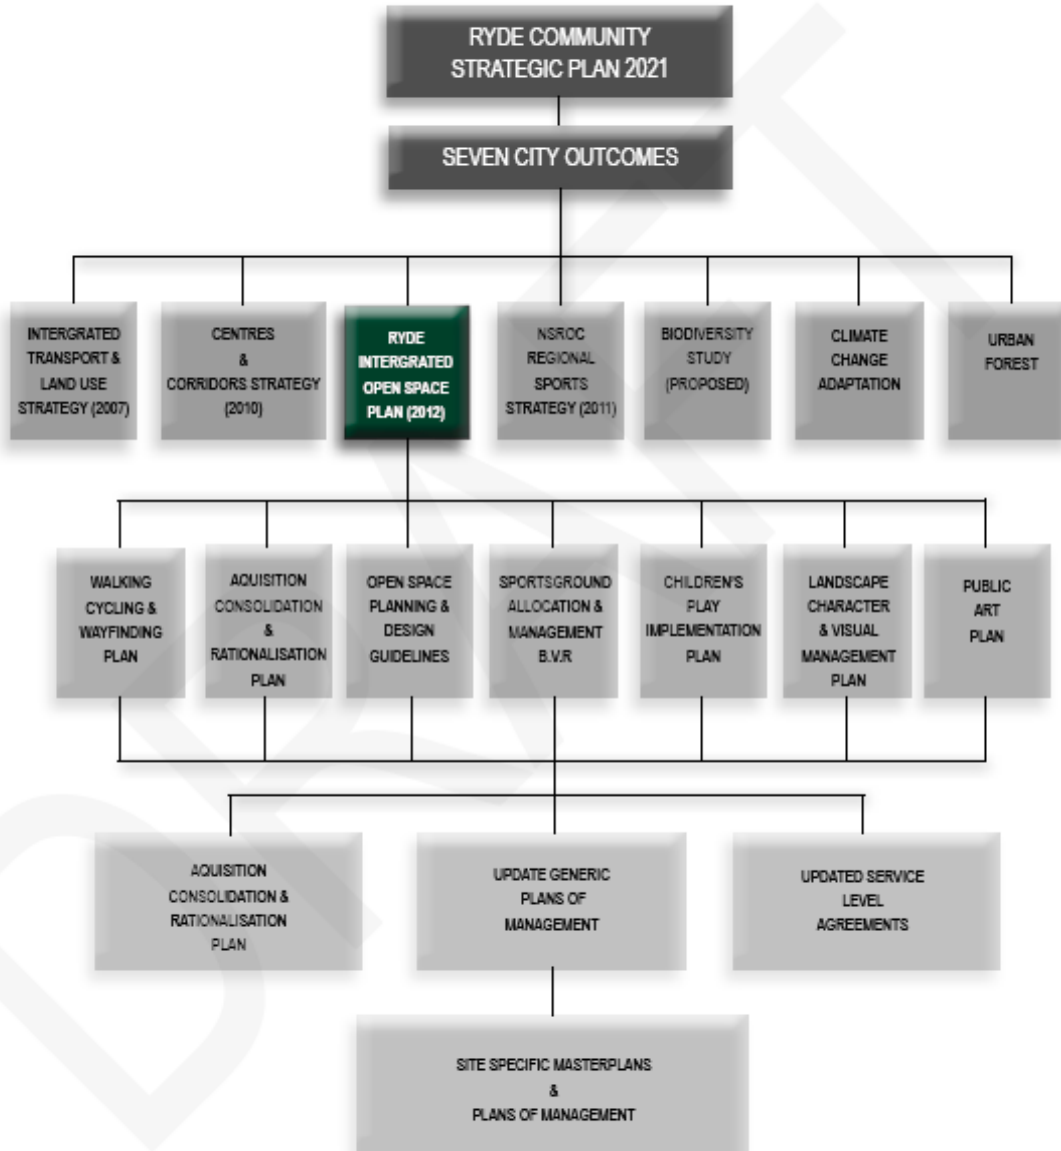 RYDE COMMUNITY
STRATEGIC PLAN 2021
SEVEN CITY OUTCOMES
INTERGRATED
TRANSPORT &
LAND USE
STRATEGY (2007)
CENTRES
&
CORRIDORS STRATEGY
(2010)
RYDE
INTERGRATED
OPEN SPACE
PLAN (2012)
NSROC
REGIONAL
SPORTS
STRATEGY (2011)
BIODIVERSITY
STUDY
(PROPOSED)
CLIMATE
CHANGE
ADAPTATION
URBAN
FOREST
WALKING
CYCLING &
WAYFINDING
PLAN
AQUISITION
CONSOLIDATION
&
RATIONALISATION
PLAN
OPEN SPACE
PLANNING &
DESIGN
GUIDELINES
SPORTSGROUND
ALLOCATION &
MANAGEMENT
B.V.R
CHILDREN'S
PLAY
IMPLEMENTATION
PLAN
LANDSCAPE
CHARACTER
& VISUAL
MANAGEMENT
PLAN
PUBLIC
ART
PLAN
AQUISITION
CONSOLIDATION &
RATIONALISATION
PLAN
UPDATE GENERIC
PLANS OF
MANAGEMENT
UPDATED SERVICE
LEVEL
AGREEMENTS
SITE SPECIFIC MASTERPLANS
&
PLANS OF MANAGEMENT
DRAFT